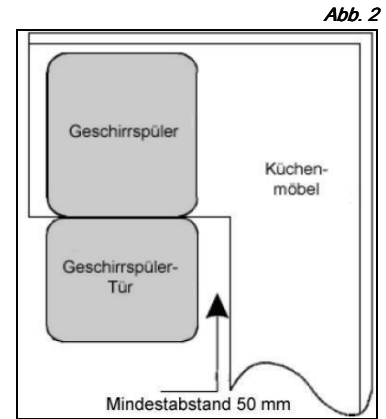 Abb. 2
Geschirrspüler
Küchen-
möbel
Geschirrspüler-
Tür
Mindestabstand 50 mm